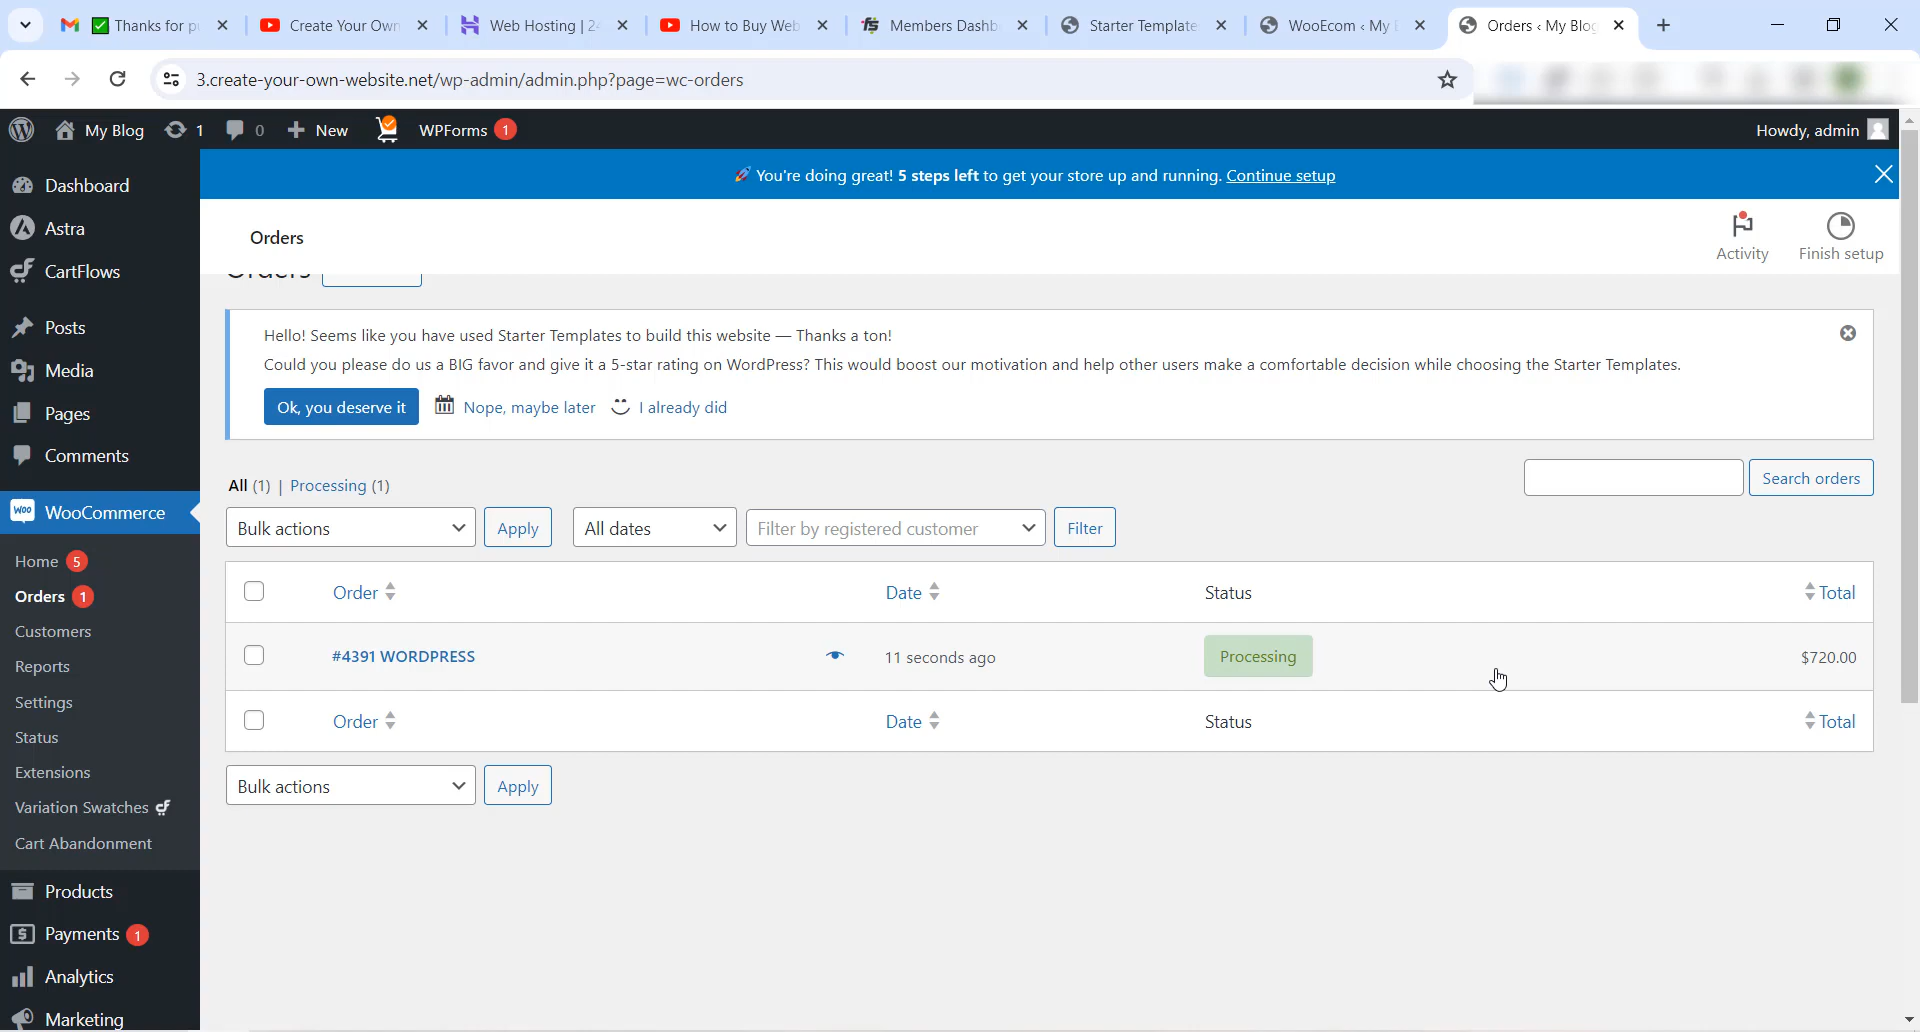 Thanks for p
Create Your Own
Web Hosting | 2
How to Buy Web
Members Dashb
Starter Template
WooEcom ‹ My
Orders ‹ My Blog
3.create-your-own-website.net/wp-admin/admin.php?page=wc-orders
My Blog 1 0 New WPForms 1 Howdy, admin
You're doing great! 5 steps left to get your store up and running. Continue setup
Dashboard
Astra
CartFlows
Posts
Media
Pages
Comments
WooCommerce
Home 5
Orders 1
Customers
Reports
Settings
Status
Extensions
Variation Swatches
Cart Abandonment
Products
Payments 1
Analytics
Marketing
Orders
Activity
Finish setup
Orders
Hello! Seems like you have used Starter Templates to build this website — Thanks a ton!
Could you please do us a BIG favor and give it a 5-star rating on WordPress? This would boost our motivation and help other users make a comfortable decision while choosing the Starter Templates.
Ok, you deserve it Nope, maybe later I already did
All (1) | Processing (1)
Search orders
Bulk actions Apply All dates Filter by registered customer Filter
Order Date Status Total
#4391 WORDPRESS 11 seconds ago Processing $720.00
Order Date Status Total
Bulk actions Apply